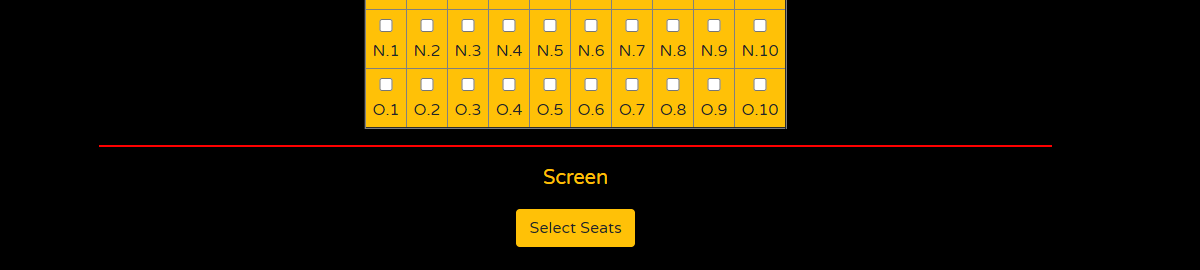 N.1 N.2 N.3 N.4 N.5 N.6 N.7 N.8 N.9 N.10
O.1 O.2 O.3 O.4 O.5 O.6 O.7 O.8 O.9 O.10
Screen
Select Seats